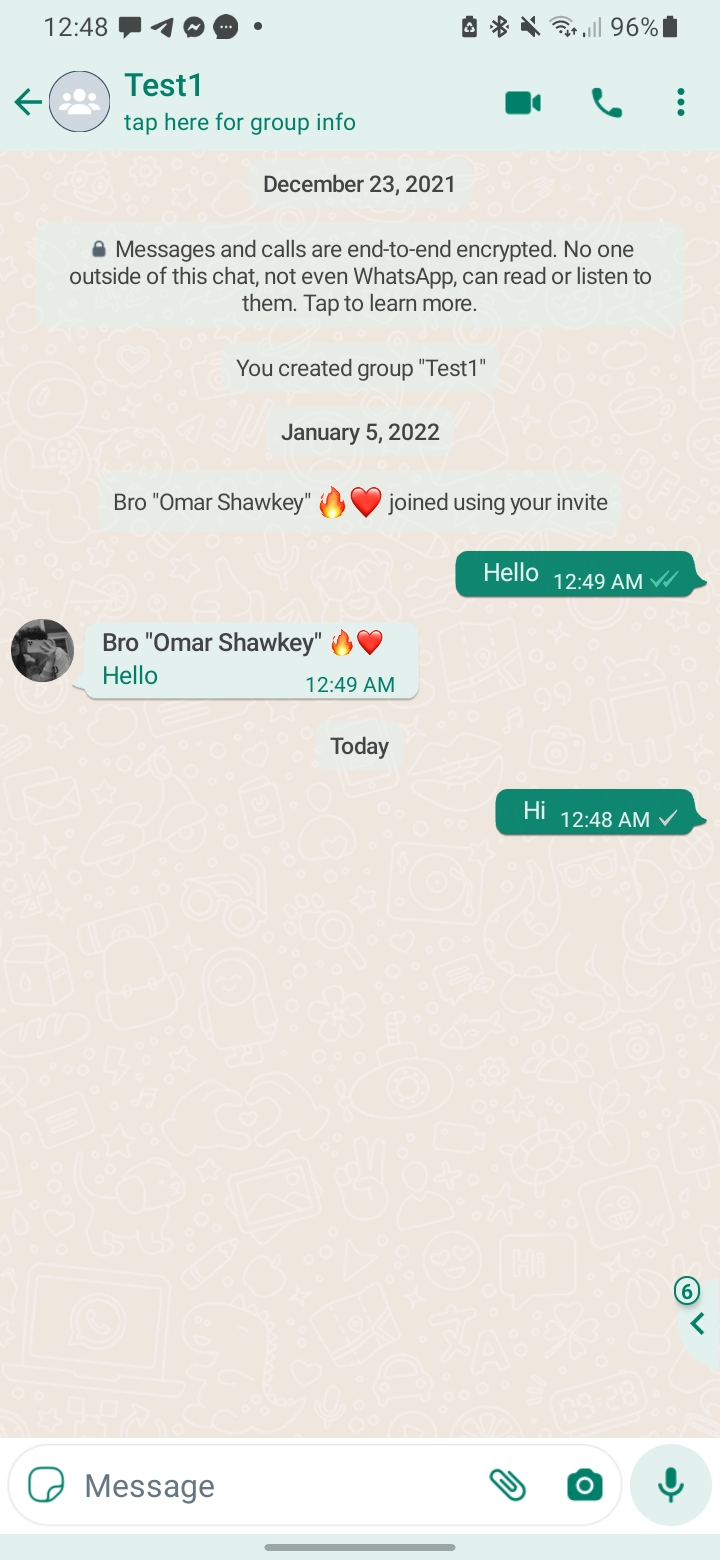 12:48 96%
Test1
tap here for group info
December 23, 2021
Messages and calls are end-to-end encrypted. No one
outside of this chat, not even WhatsApp, can read or listen to
them. Tap to learn more.
You created group "Test1"
January 5, 2022
Bro "Omar Shawkey" 🔥❤️ joined using your invite
Hello 12:49 AM
Bro "Omar Shawkey" 🔥❤️
Hello 12:49 AM
Today
Hi 12:48 AM
6
Message